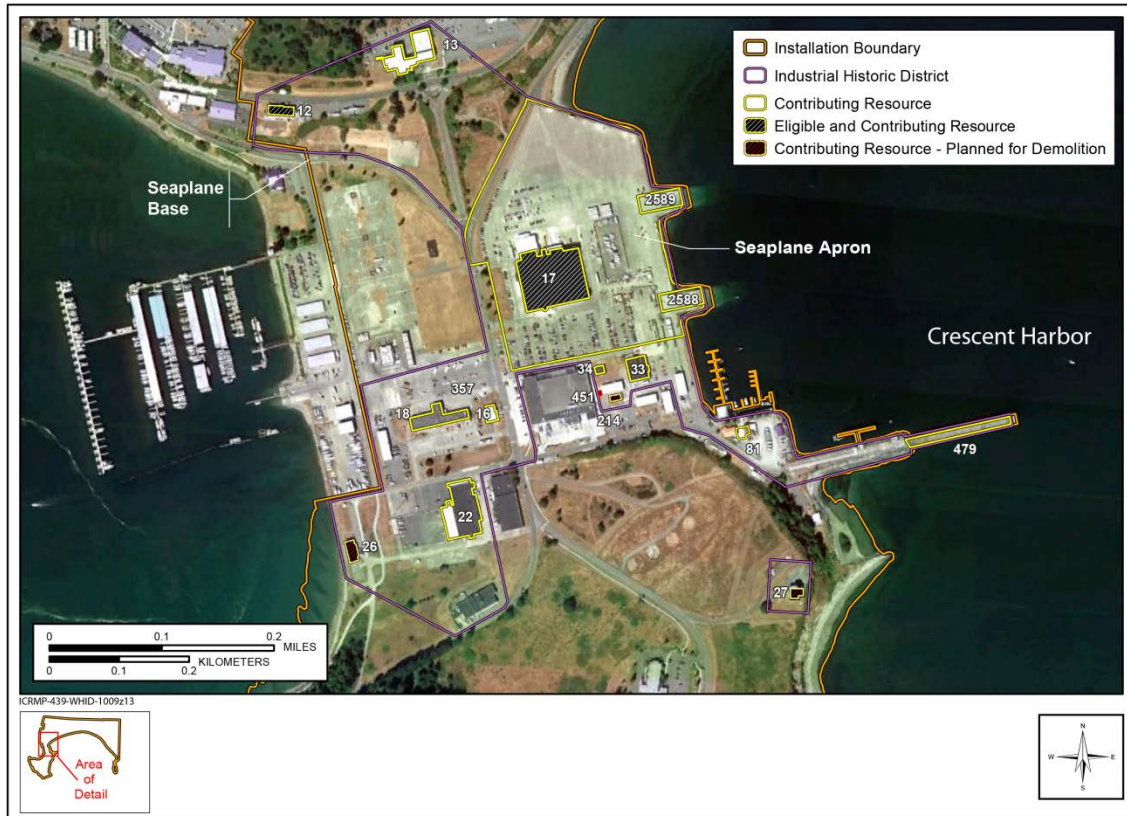 Installation Boundary
Industrial Historic District
Contributing Resource
Eligible and Contributing Resource
Contributing Resource - Planned for Demolition
13
12
Seaplane
Base
2589
Seaplane Apron
17
2588
Crescent Harbor
34
33
357
451
18
16
214
81
479
22
26
27
0
0.1
0.2
MILES
KILOMETERS
0
0.1
0.2
ICRMP-439-WHID-1009z13
Area
of
Detail
N
W
E
S